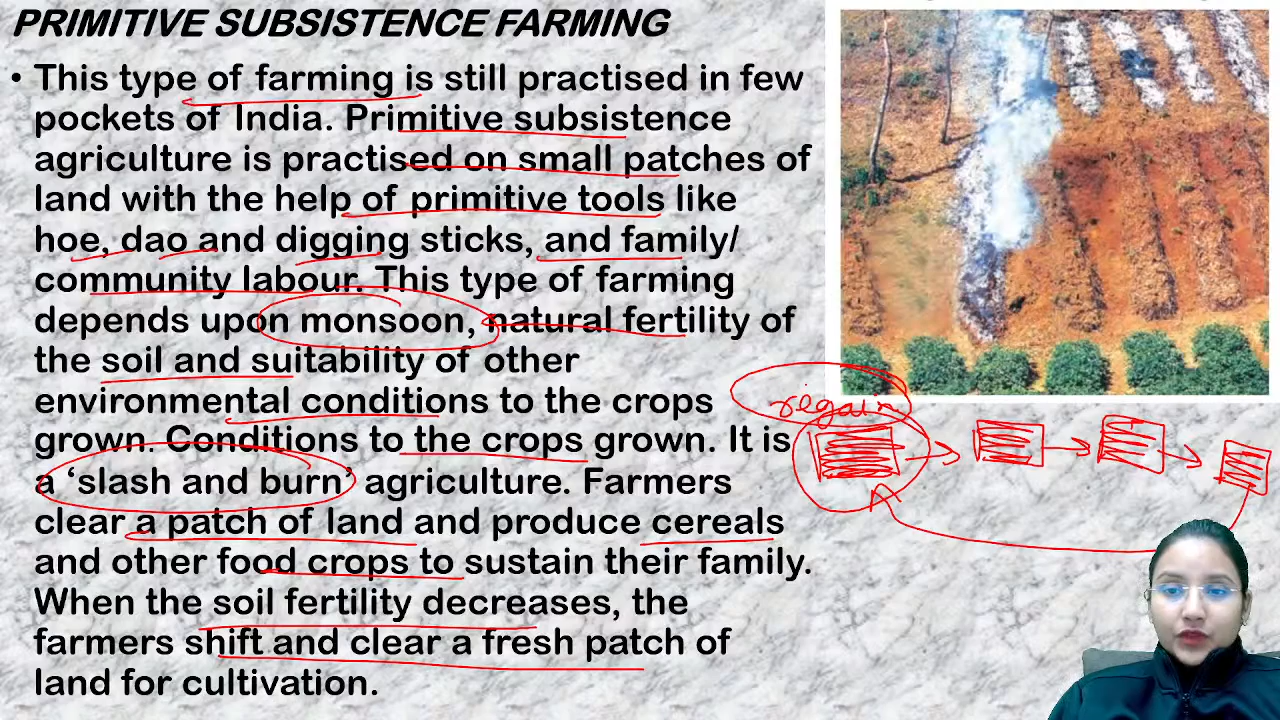 PRIMITIVE SUBSISTENCE FARMING
• This type of farming is still practised in few
pockets of India. Primitive subsistence
agriculture is practised on small patches of
land with the help of primitive tools like
hoe, dao and digging sticks, and family/
community labour. This type of farming
depends upon monsoon, natural fertility of
the soil and suitability of other
environmental conditions to the crops
grown. Conditions to the crops grown. It is
a ‘slash and burn’ agriculture. Farmers
clear a patch of land and produce cereals
and other food crops to sustain their family.
When the soil fertility decreases, the
farmers shift and clear a fresh patch of
land for cultivation.
regain